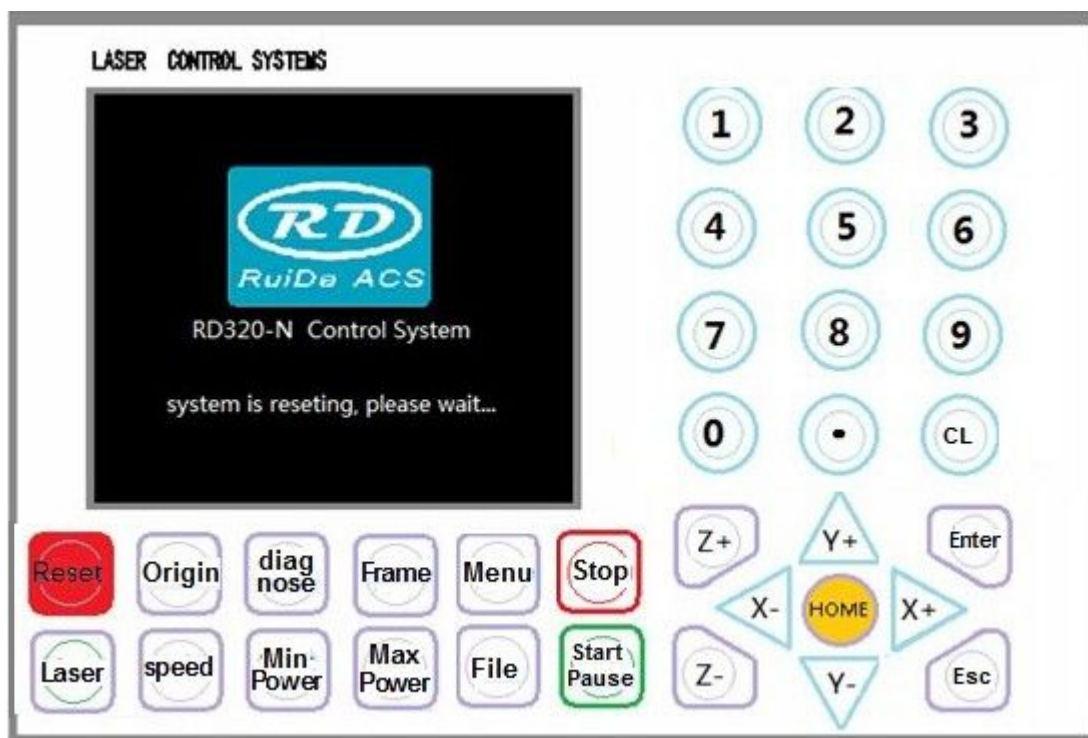 LASER CONTROL SYSTEMS
RD
RuiDa ACS
RD320-N Control System
system is reseting, please wait...
1 2 3
4 5 6
7 8 9
0 . CL
Reset Origin diag nose Frame Menu Stop
Laser speed Min Power Max Power File Start Pause
Z+ Y+ Enter
X- HOME X+
Z- Y- Esc